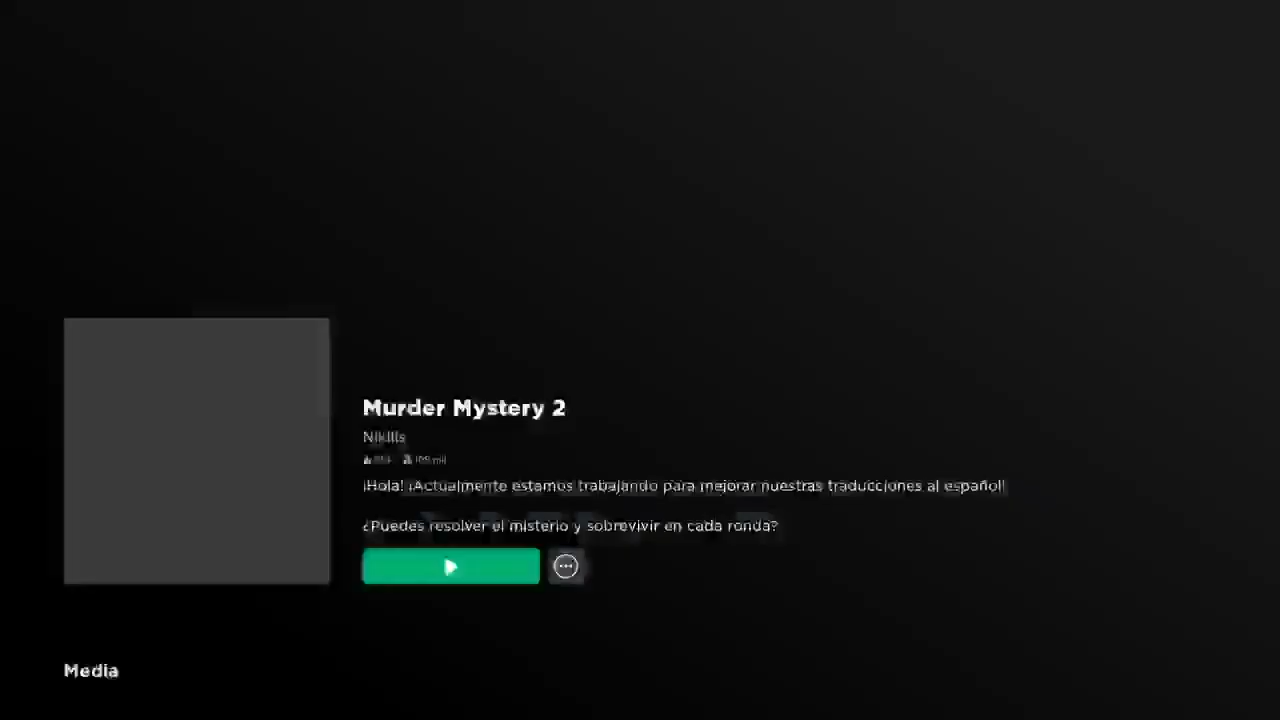 Murder Mystery 2
Nikilis
¡Hola! ¡Actualmente estamos trabajando para mejorar nuestras traducciones al español!
¿Puedes resolver el misterio y sobrevivir en cada ronda?
Media